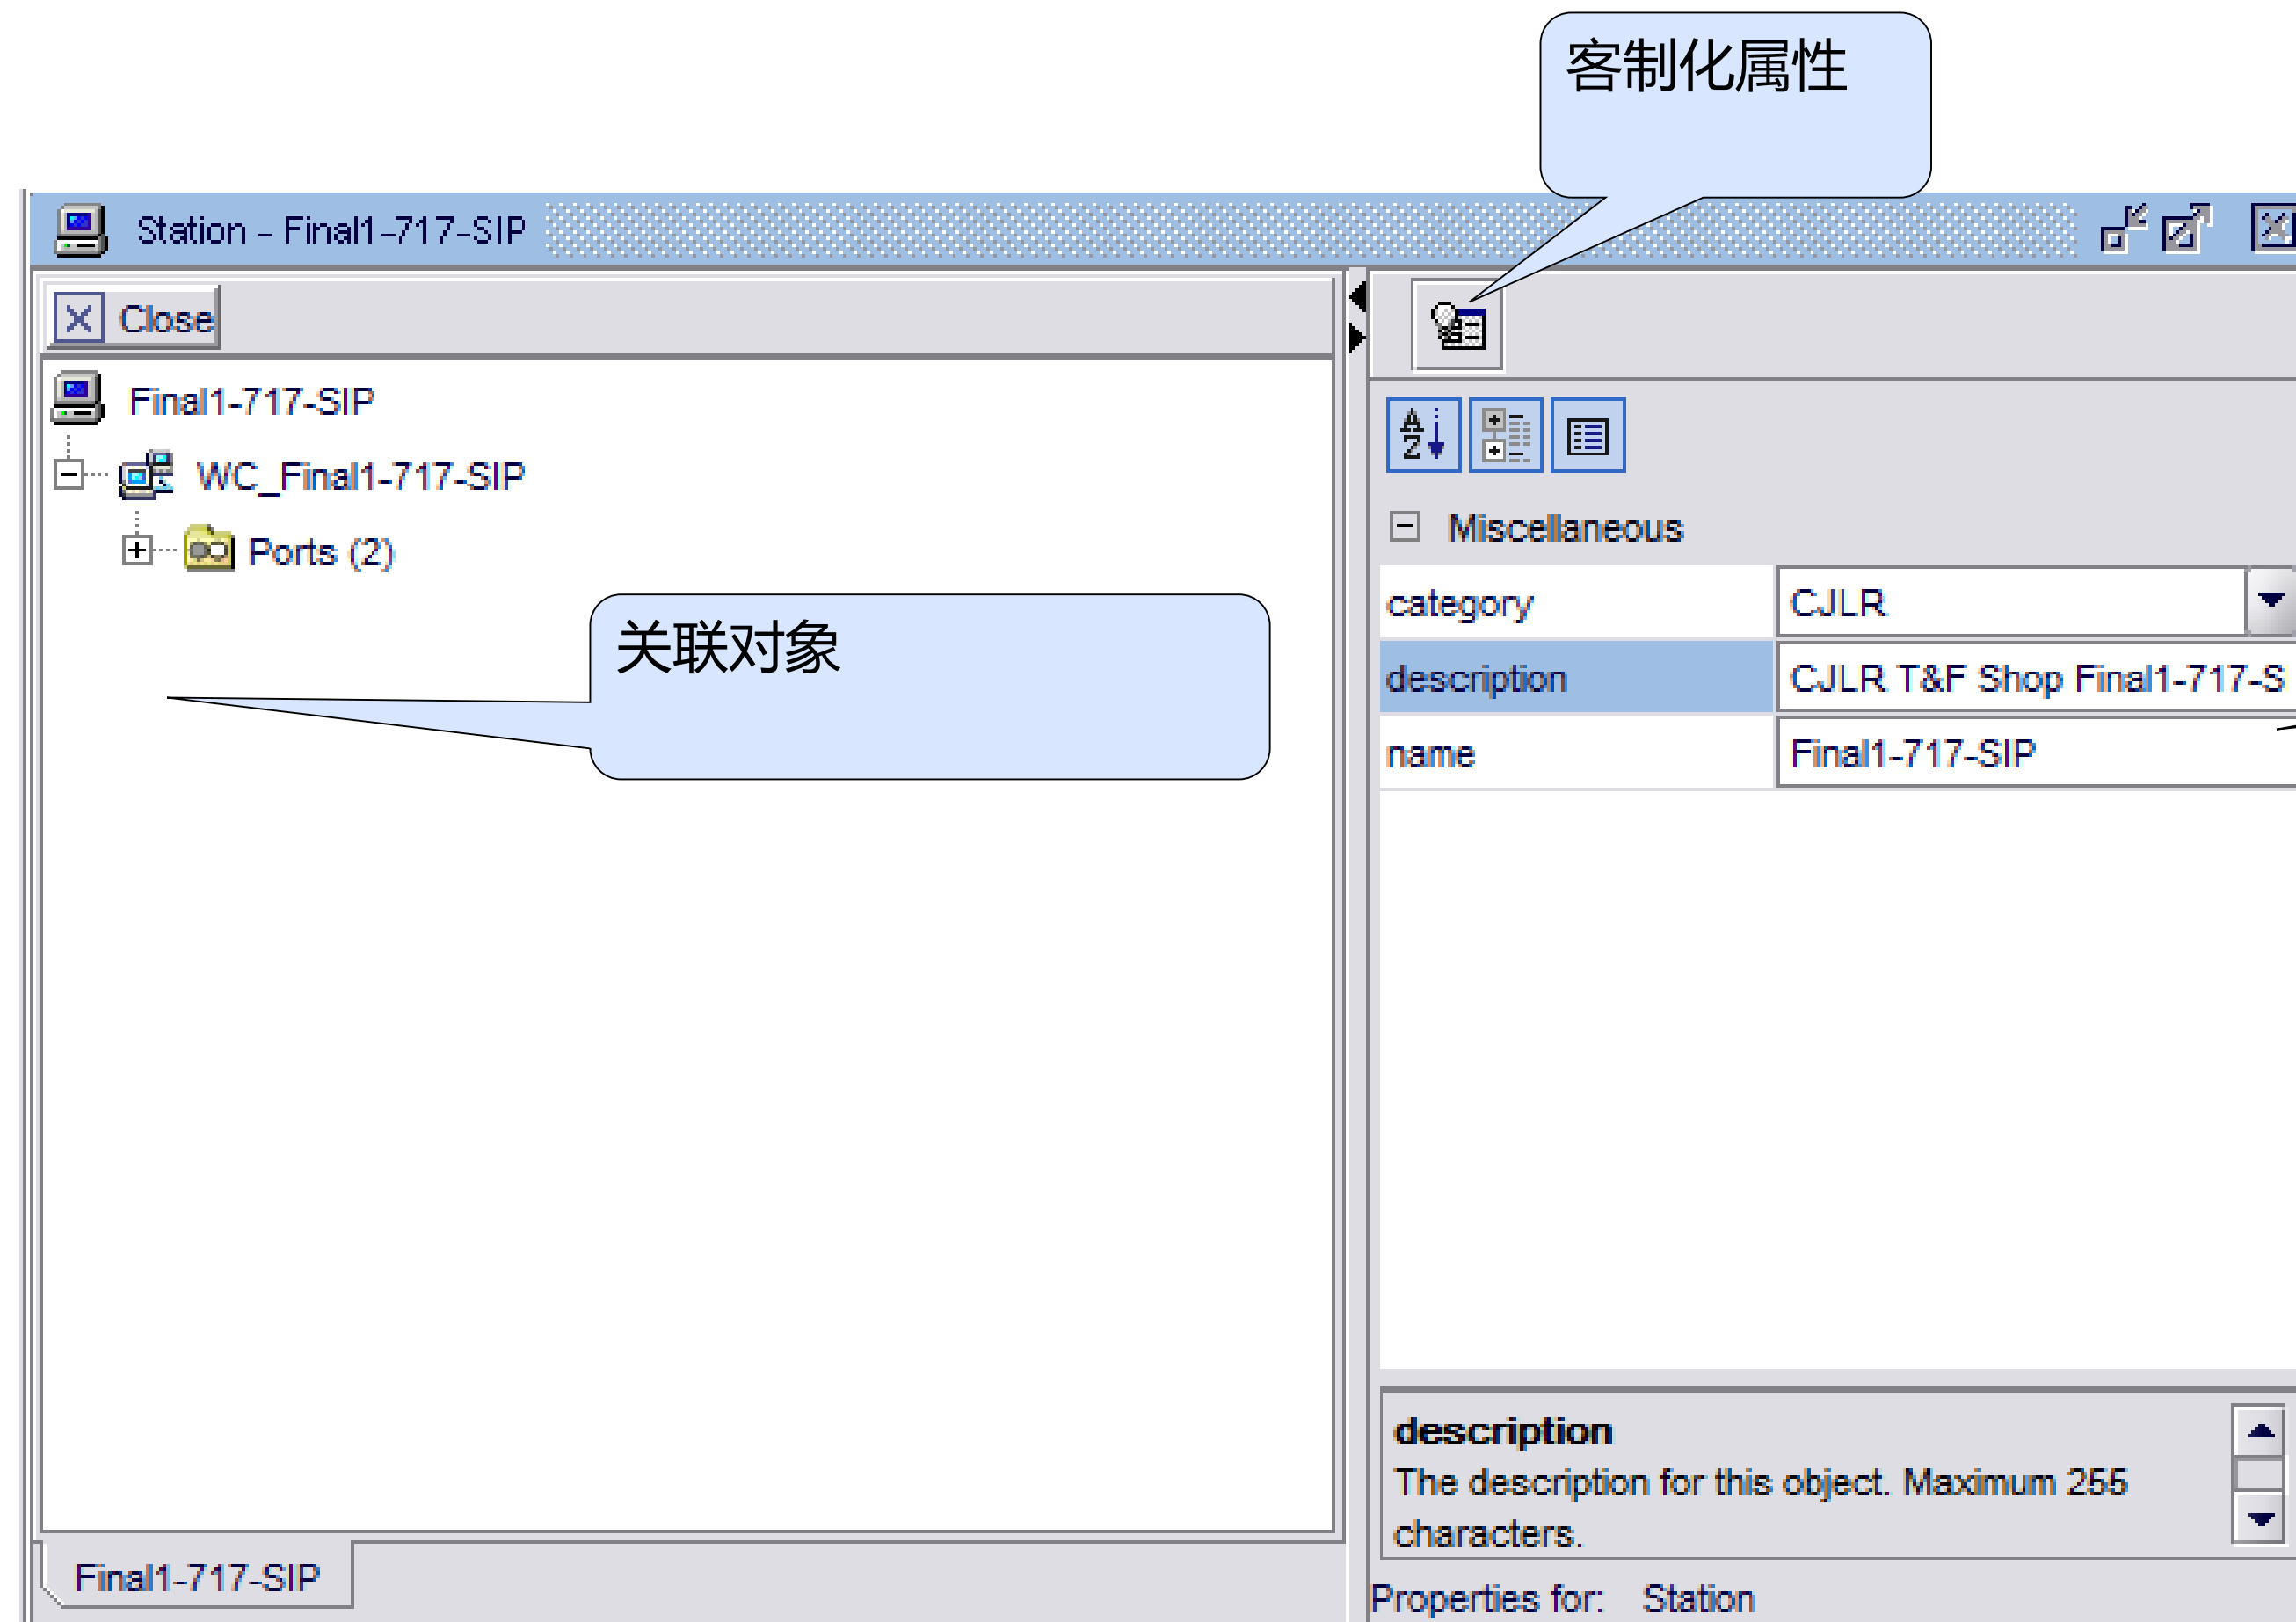 客制化属性
Station - Final1-717-SIP
Close
Final1-717-SIP
WC_Final1-717-SIP
Ports (2)
关联对象
Miscellaneous
category CJLR
description CJLR T&F Shop Final1-717-S
name Final1-717-SIP
description
The description for this object. Maximum 255
characters.
Final1-717-SIP
Properties for: Station